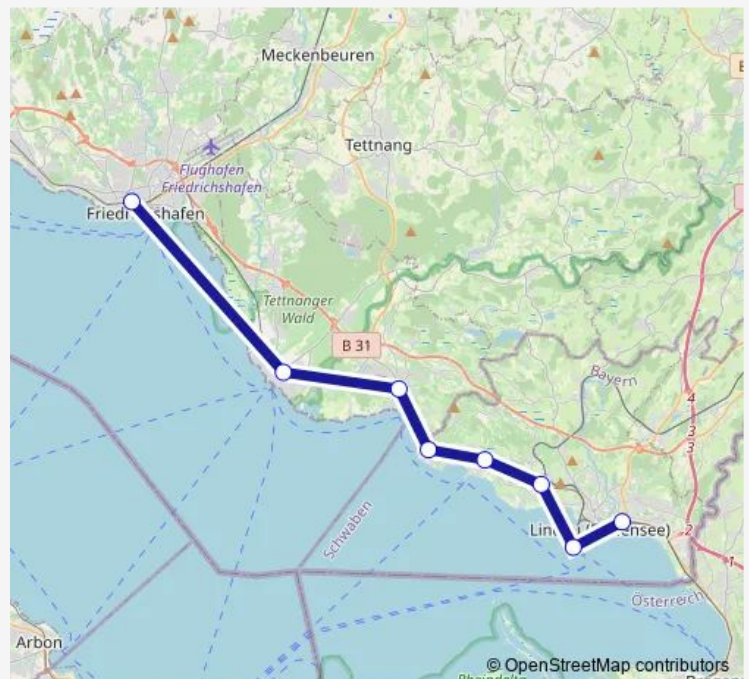 Meckenbeuren
Tettnang
Flughafen
Friedrichshafen
Friedrichshafen
Tettnanger
Wald
B 31
Bayern
4
3
3
Schwaben
2
1
Österreich
Arbon
© OpenStreetMap contributors